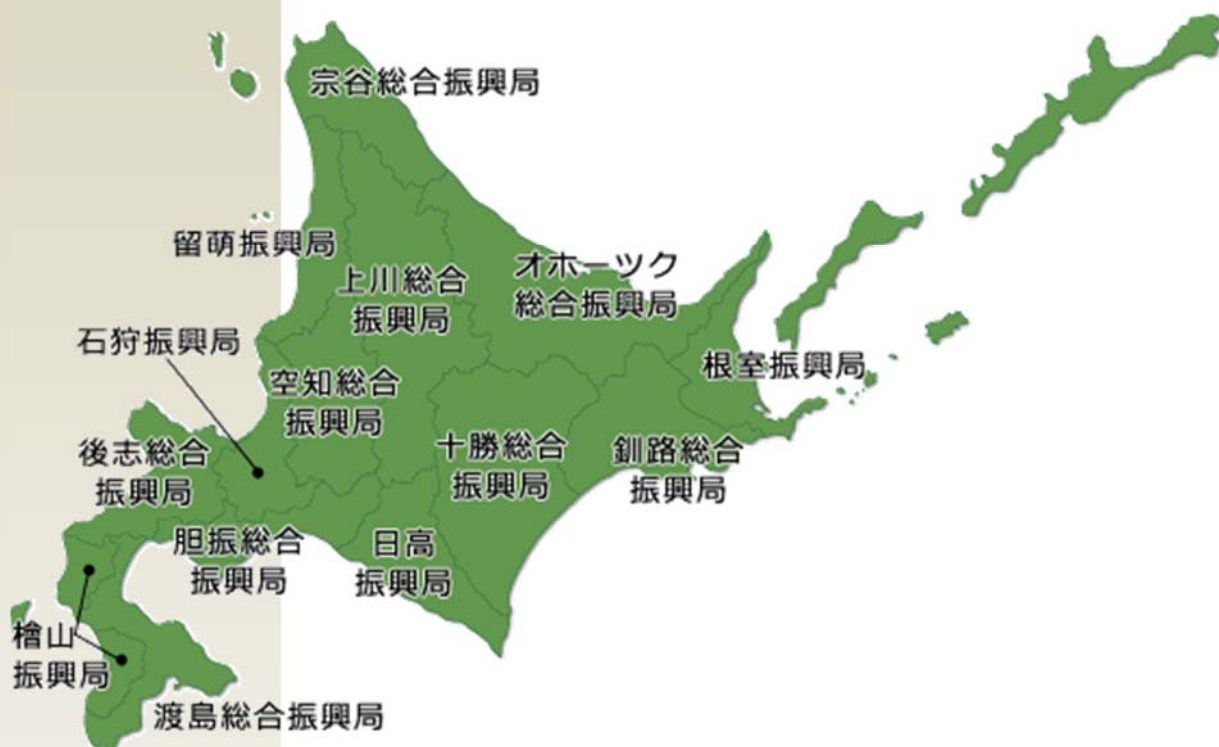 宗谷総合振興局
留萌振興局
上川総合
振興局
オホーツク
総合振興局
石狩振興局
空知総合
振興局
根室振興局
後志総合
振興局
十勝総合
振興局
釧路総合
振興局
胆振総合
振興局
日高
振興局
檜山
振興局
渡島総合振興局